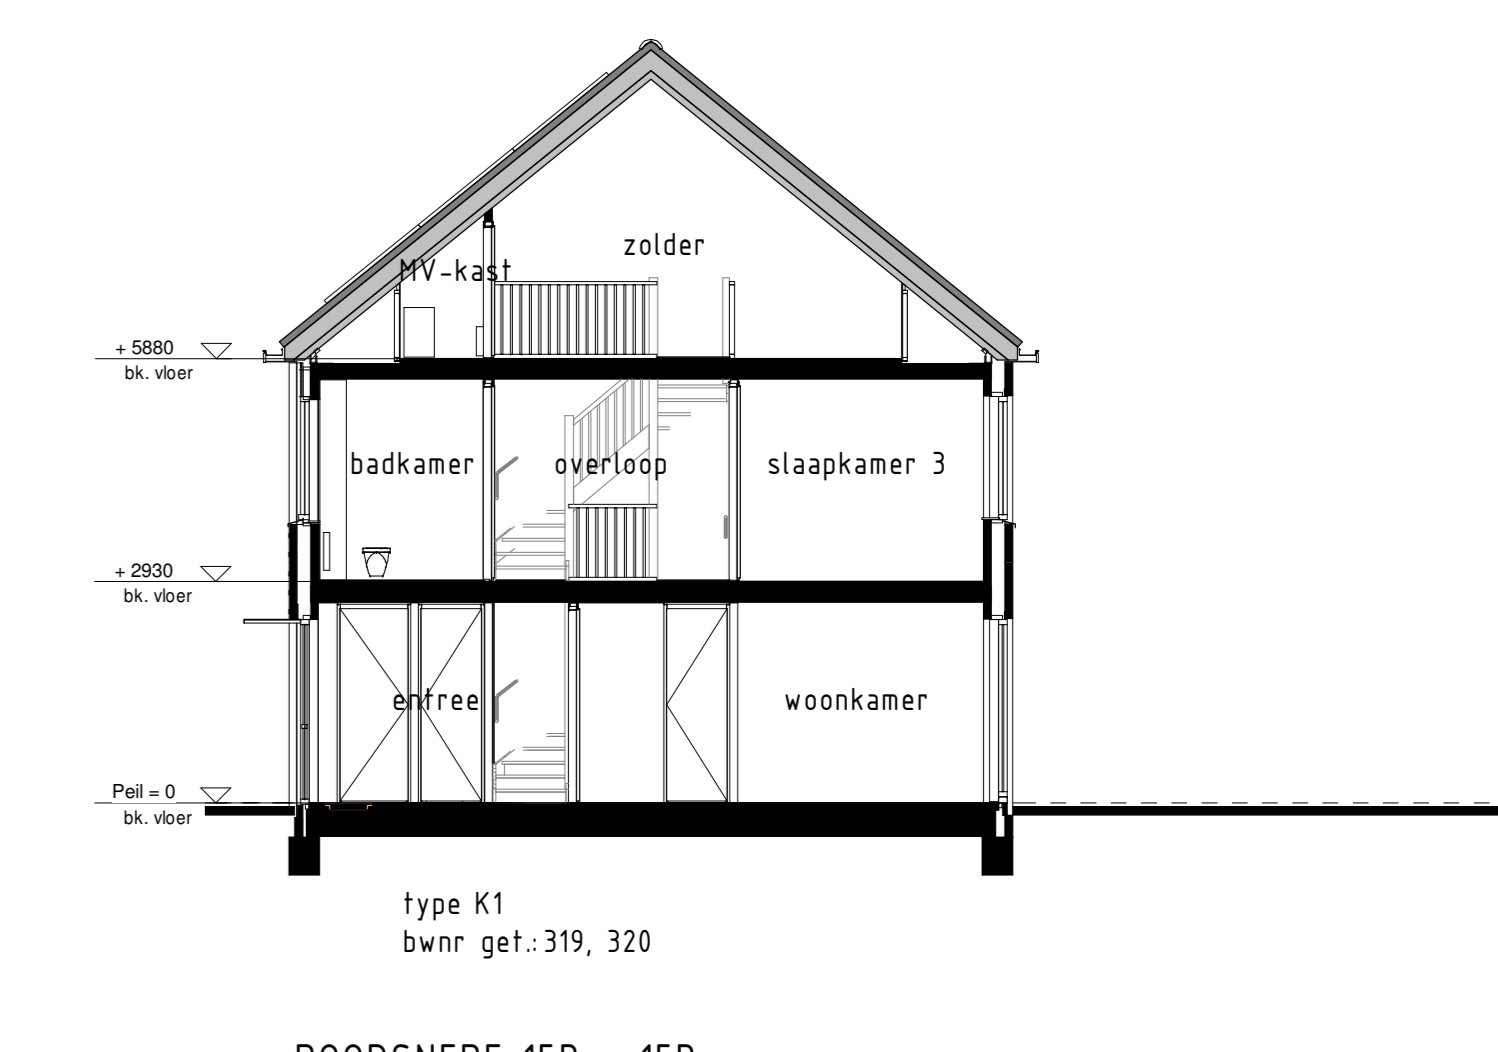 zolder
MV-kast
+ 5880
bk. vloer
badkamer
overloop
slaapkamer 3
+ 2930
bk. vloer
entree
woonkamer
Peil = 0
bk. vloer
type K1
bwnr get.: 319, 320